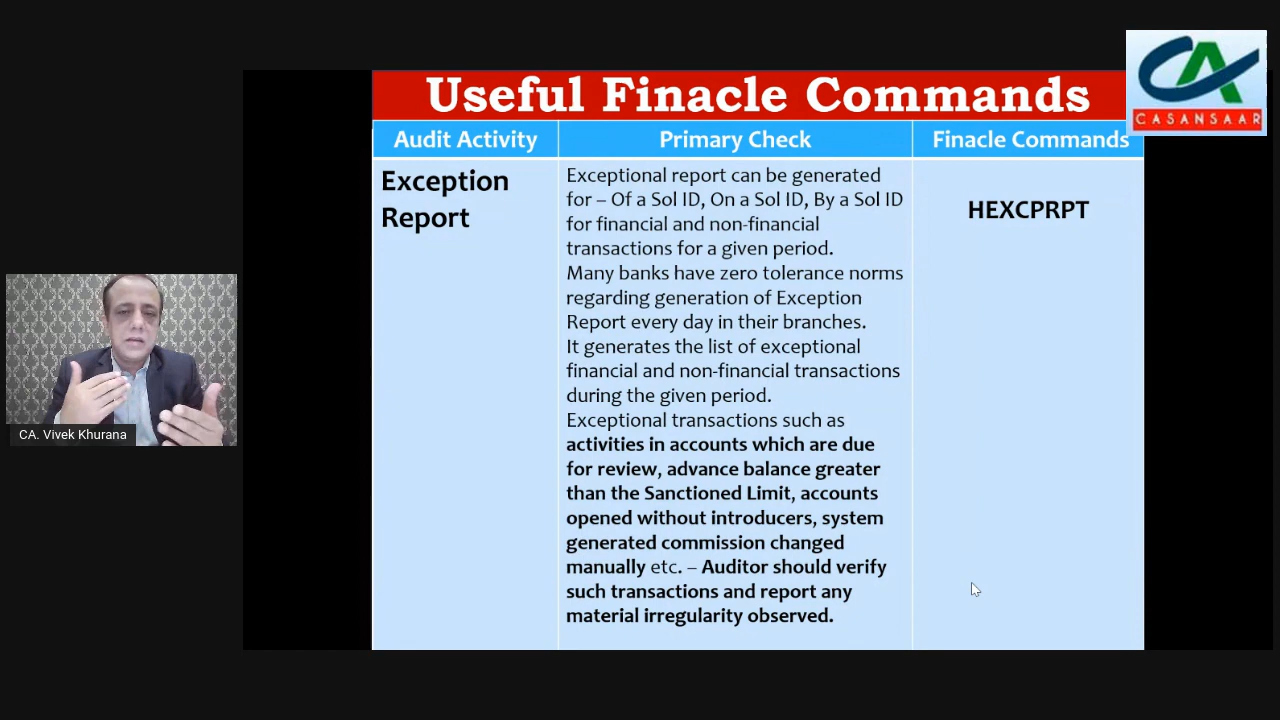 Useful Finacle Commands
CASANSAAR
Audit Activity
Primary Check
Finacle Commands
Exception
Report
Exceptional report can be generated
for – Of a Sol ID, On a Sol ID, By a Sol ID
for financial and non-financial
transactions for a given period.
Many banks have zero tolerance norms
regarding generation of Exception
Report every day in their branches.
It generates the list of exceptional
financial and non-financial transactions
during the given period.
Exceptional transactions such as
activities in accounts which are due
for review, advance balance greater
than the Sanctioned Limit, accounts
opened without introducers, system
generated commission changed
manually etc. – Auditor should verify
such transactions and report any
material irregularity observed.
HEXCPRPT
CA. Vivek Khurana